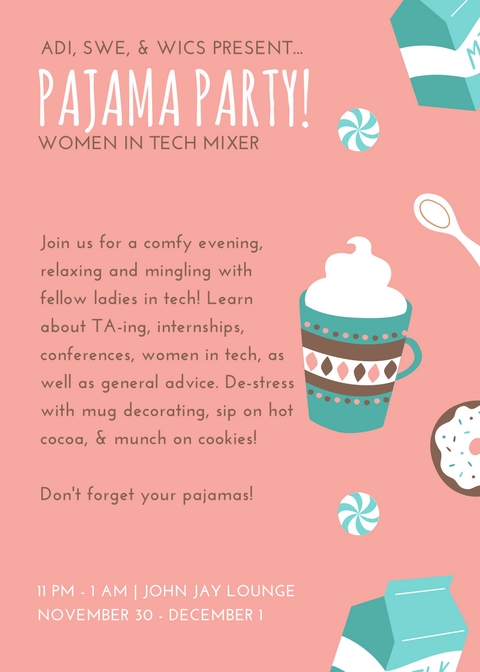 ADI, SWE, & WICS PRESENT...
PAJAMA PARTY!
WOMEN IN TECH MIXER
Join us for a comfy evening,
relaxing and mingling with
fellow ladies in tech! Learn
about TA-ing, internships,
conferences, women in tech, as
well as general advice. De-stress
with mug decorating, sip on hot
cocoa, & munch on cookies!
Don't forget your pajamas!
11 PM - 1 AM | JOHN JAY LOUNGE
NOVEMBER 30 - DECEMBER 1